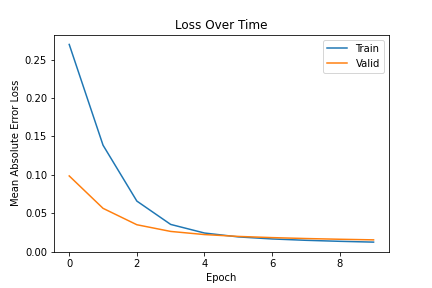 Loss Over Time
Train
Valid
Mean Absolute Error Loss
0.25
0.20
0.15
0.10
0.05
0.00
0 2 4 6 8
Epoch